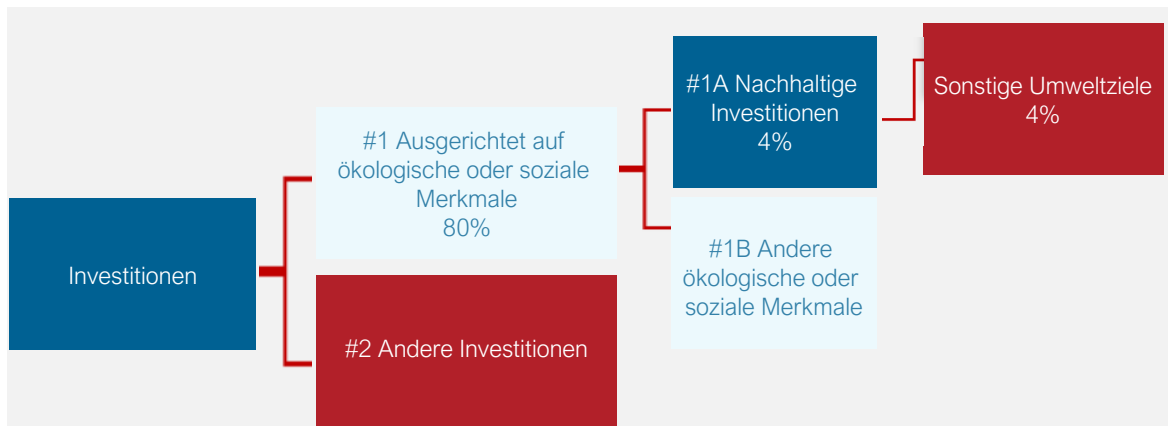 Investitionen
#1 Ausgerichtet auf
ökologische oder soziale
Merkmale
80%
#2 Andere Investitionen
#1A Nachhaltige
Investitionen
4%
#1B Andere
ökologische oder
soziale Merkmale
Sonstige Umweltziele
4%